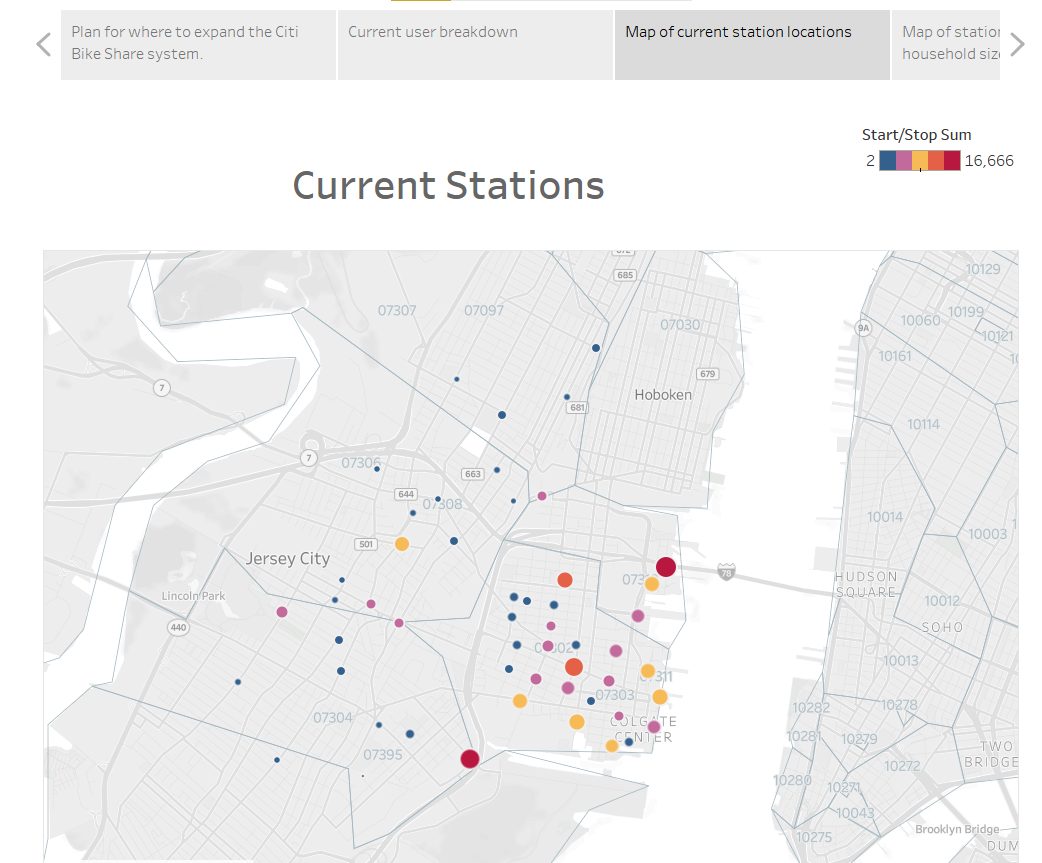 Plan for where to expand the Citi
Bike Share system.
Current user breakdown
Map of current station locations
Map of station
household siz
Start/Stop Sum
2
16,666
Current Stations
685
10129
07307
07097
07030
10060
10199
9A
10121
10161
679
7
Hoboken
681
10114
7
07306
663
644
07308
10014
10003
501
Jersey City
78
HUDSON
SQUARE
Lincoln Park
10012
440
SOHO
10013
07303
10282
10278
07304
COLGATE
CENTER
10281
10279
07395
TWO
BRIDGE
10272
10280
10271
10043
10275
Brooklyn Bridge
DUM